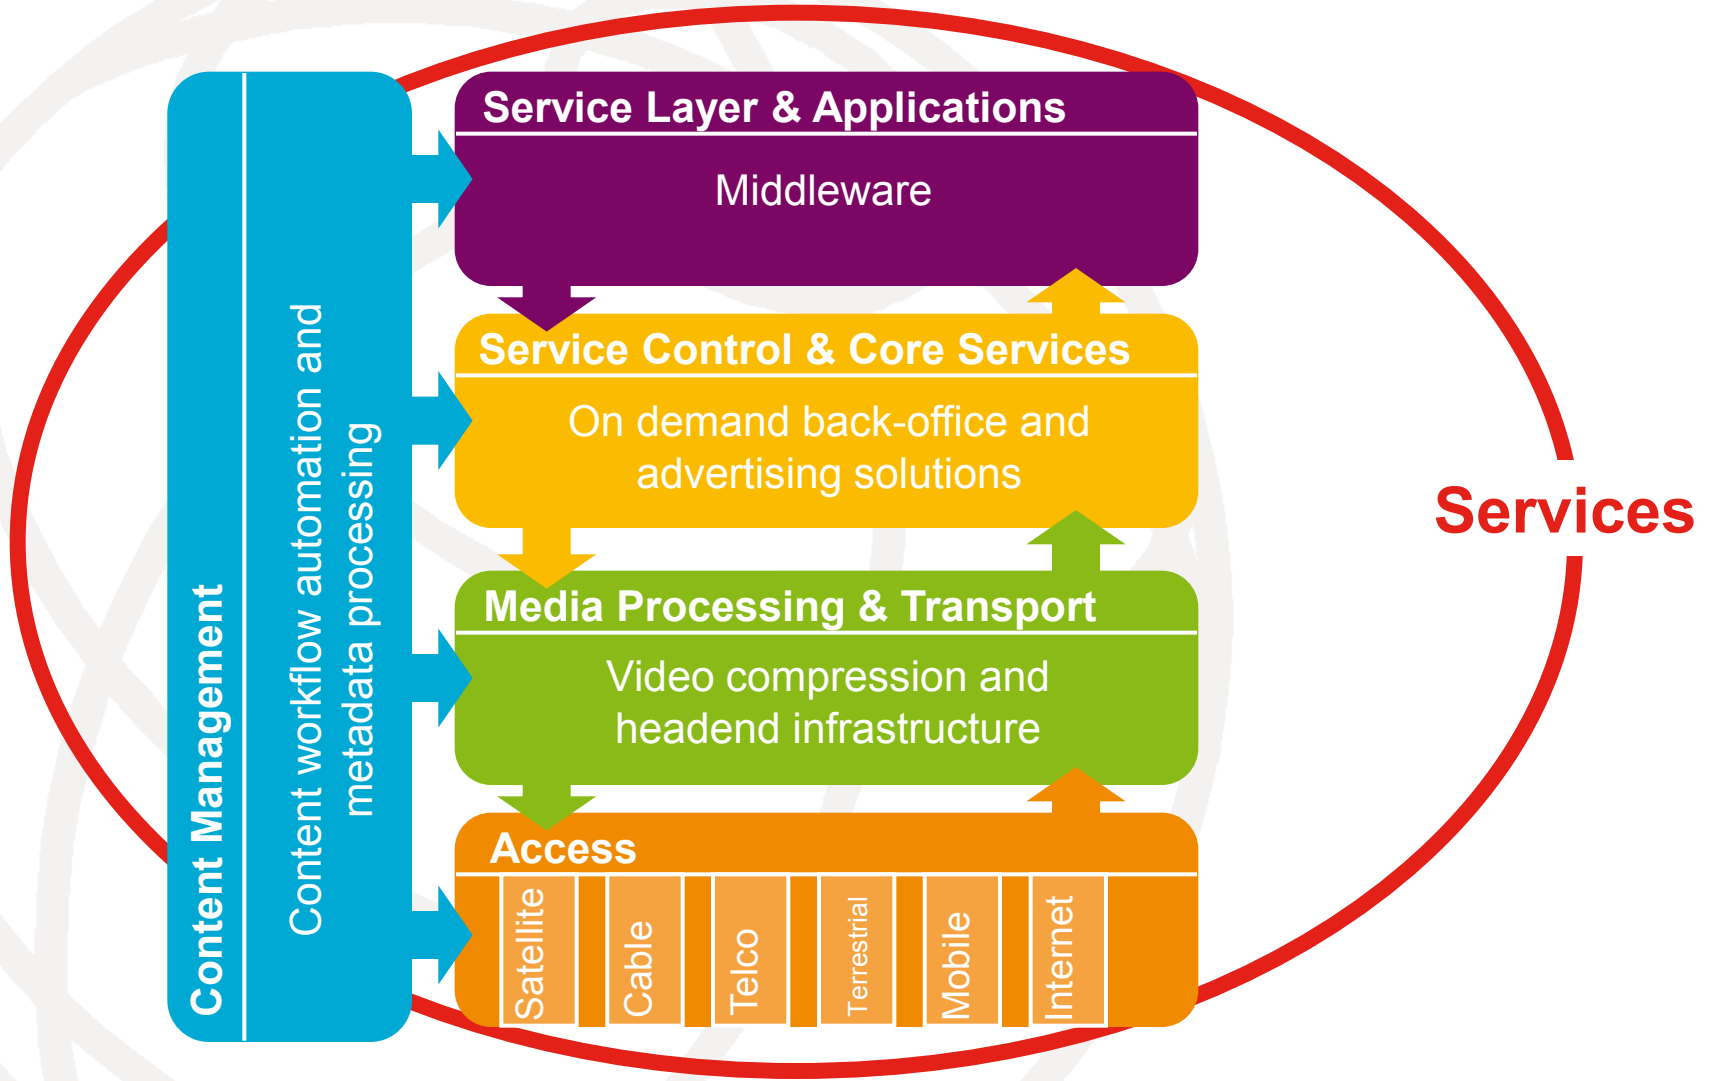 Content Management
Content workflow automation and
metadata processing
Service Layer & Applications
Middleware
Service Control & Core Services
On demand back-office and
advertising solutions
Media Processing & Transport
Video compression and
headend infrastructure
Access
Satellite
Cable
Telco
Terrestrial
Mobile
Internet
Services